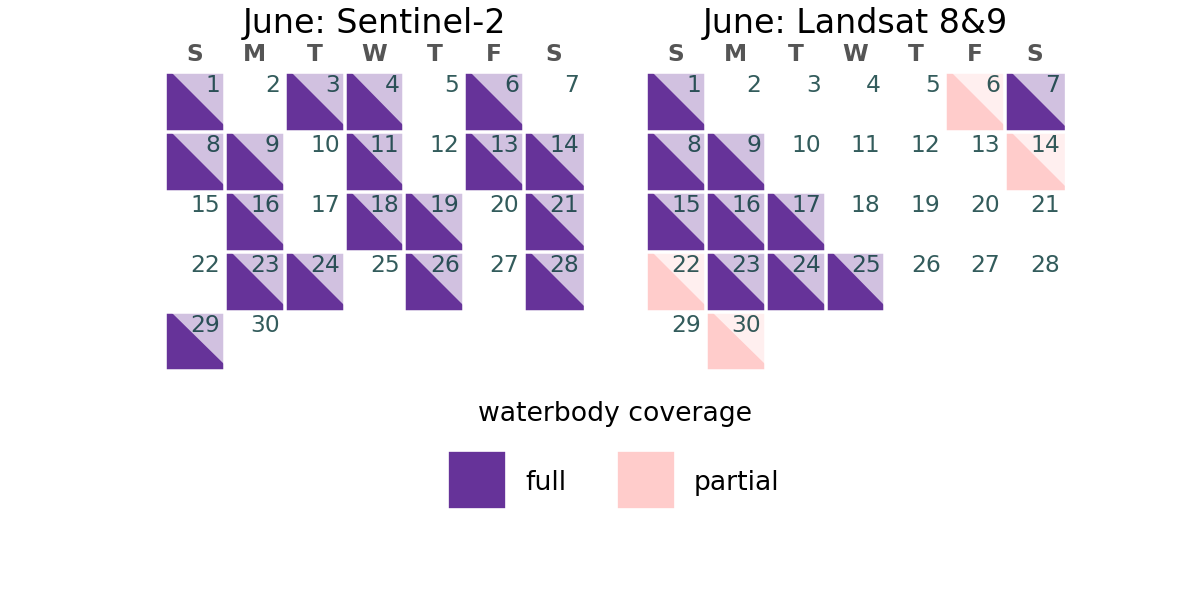 June: Sentinel-2
S M T W T F S
1 2 3 4 5 6 7
8 9 10 11 12 13 14
15 16 17 18 19 20 21
22 23 24 25 26 27 28
29 30
June: Landsat 8&9
S M T W T F S
1 2 3 4 5 6 7
8 9 10 11 12 13 14
15 16 17 18 19 20 21
22 23 24 25 26 27 28
29 30
waterbody coverage
full partial